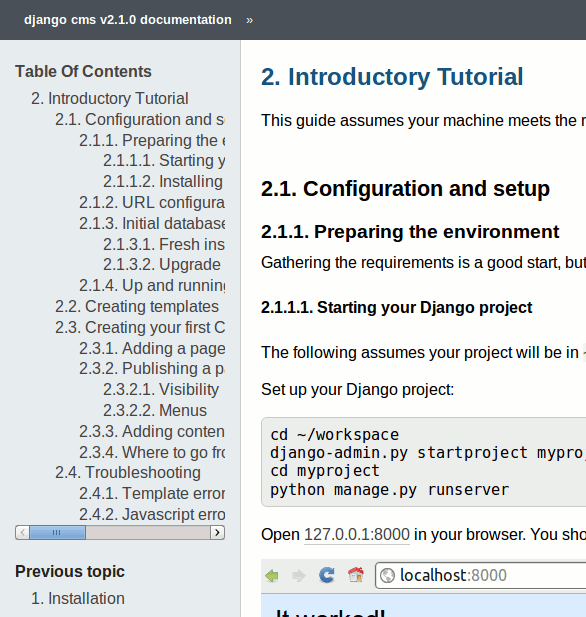 django cms v2.1.0 documentation »
Table Of Contents
2. Introductory Tutorial
2.1. Configuration and s
2.1.1. Preparing the e
2.1.1.1. Starting y
2.1.1.2. Installing
2.1.2. URL configura
2.1.3. Initial database
2.1.3.1. Fresh ins
2.1.3.2. Upgrade
2.1.4. Up and running
2.2. Creating templates
2.3. Creating your first C
2.3.1. Adding a page
2.3.2. Publishing a p
2.3.2.1. Visibility
2.3.2.2. Menus
2.3.3. Adding conten
2.3.4. Where to go fro
2.4. Troubleshooting
2.4.1. Template error
2.4.2. Javascript erro
Previous topic
1. Installation
2. Introductory Tutorial
This guide assumes your machine meets the r
2.1. Configuration and setup
2.1.1. Preparing the environment
Gathering the requirements is a good start, but
2.1.1.1. Starting your Django project
The following assumes your project will be in
Set up your Django project:
cd ~/workspace
django-admin.py startproject mypro
cd myproject
python manage.py runserver
Open 127.0.0.1:8000 in your browser. You sho
localhost:8000
It worked!